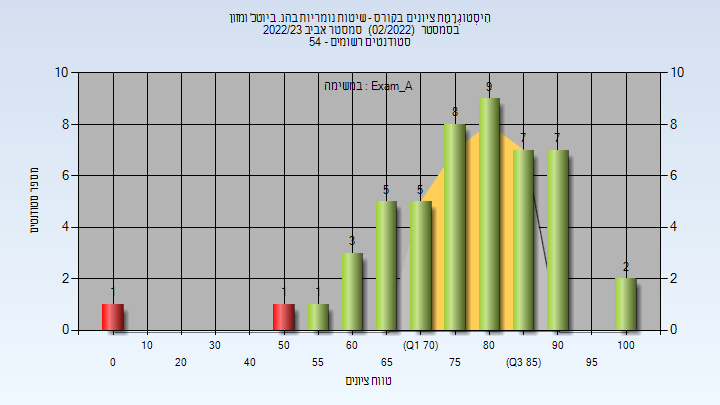 היסטוגרמת ציונים בקורס - שיטות נומריות בהנ. ביוטכ' ומזון
בסמסטר (02/2022) סמסטר אביב 2022/23
סטודנטים רשומים - 54
במשימה : Exam_A
10 10
8 8
6 6
4 4
2 2
0 0
מספר סטודנטים
1 1 1 3 5 5 8 9 7 7 2
10 30 50 60 (Q1 70) 80 90 100
0 20 40 55 65 75 (Q3 85) 95
טווח ציונים